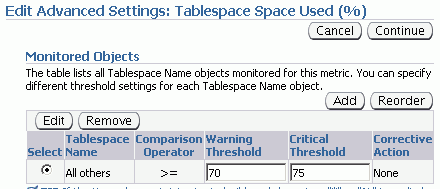 Edit Advanced Settings: Tablespace Space Used (%)
Cancel Continue
Monitored Objects
The table lists all Tablespace Name objects monitored for this metric. You can specify
different threshold settings for each Tablespace Name object.
Add Reorder
Edit Remove
Select Tablespace Name Comparison Operator Warning Threshold Critical Threshold Corrective Action
All others >= 70 75 None